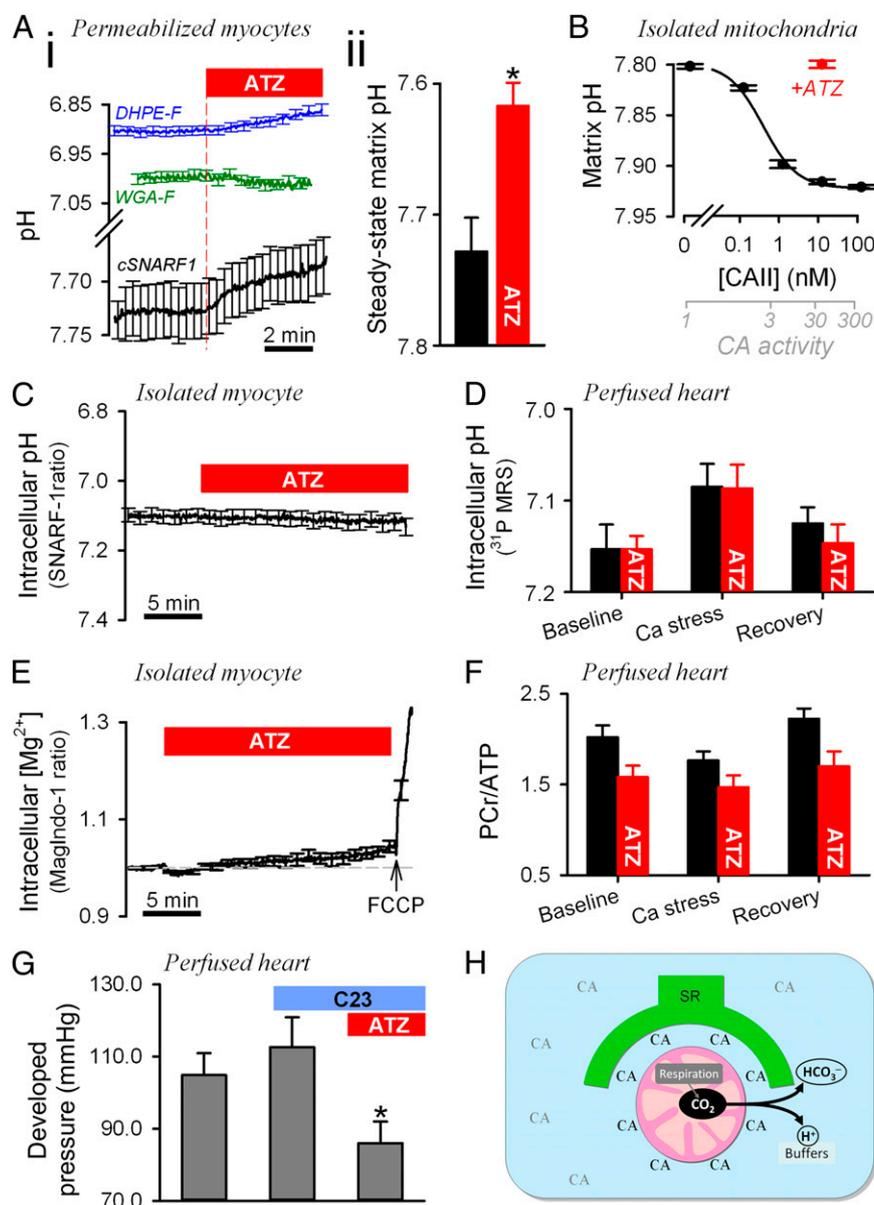 A
Permeabilized myocytes
i
ATZ
6.85
6.95
7.05
7.70
7.75
pH
DHPE-F
WGA-F
cSNARF1
2 min
ii
7.6
7.7
7.8
Steady-state matrix pH
*
ATZ
B
Isolated mitochondria
7.80
7.85
7.90
7.95
Matrix pH
+ATZ
0 0.1 1 10 100
[CAII] (nM)
1 3 30 300
CA activity
C
Isolated myocyte
6.8
7.0
7.2
7.4
Intracellular pH
(SNARF-1ratio)
ATZ
5 min
D
Perfused heart
7.0
7.1
7.2
Intracellular pH
(³¹P MRS)
ATZ
ATZ
ATZ
Baseline
Ca stress
Recovery
E
Isolated myocyte
1.3
1.1
0.9
Intracellular [Mg²⁺]
(MagIndo-1 ratio)
ATZ
5 min
FCCP
F
Perfused heart
2.5
1.5
0.5
PCr/ATP
ATZ
ATZ
ATZ
Baseline
Ca stress
Recovery
G
Perfused heart
130.0
110.0
90.0
70.0
Developed
pressure (mmHg)
C23
ATZ
*
H
CA
CA
SR
CA
CA
CA
CA
CA
HCO₃⁻
Respiration
CO₂
CA
CA
CA
H⁺
Buffers
CA
CA
CA
CA